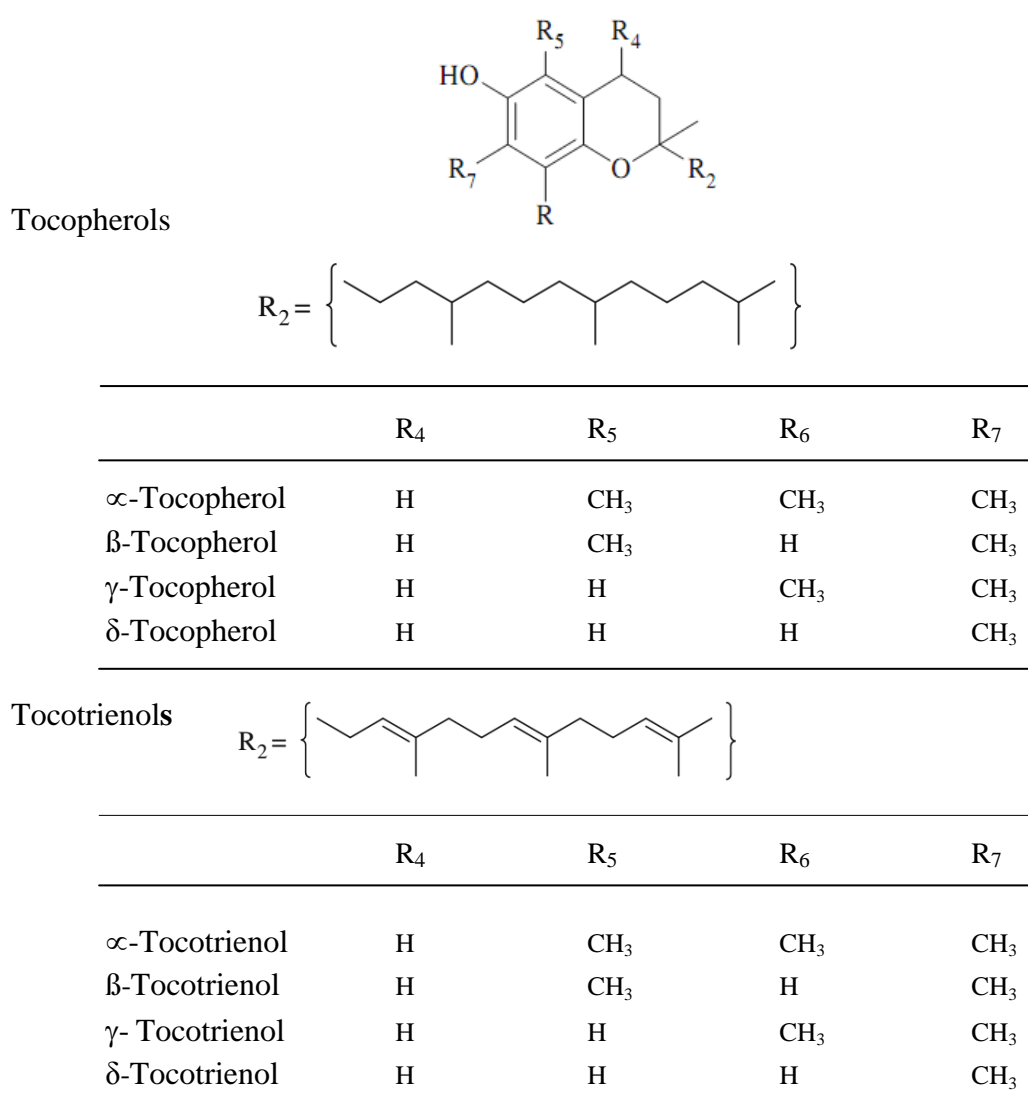 R₅ R₄
HO
R₇ O R₂
R
Tocopherols
R₂=
R₄ R₅ R₆ R₇
∝-Tocopherol H CH₃ CH₃ CH₃
ß-Tocopherol H CH₃ H CH₃
γ-Tocopherol H H CH₃ CH₃
δ-Tocopherol H H H CH₃
Tocotrienols
R₂=
R₄ R₅ R₆ R₇
∝-Tocotrienol H CH₃ CH₃ CH₃
ß-Tocotrienol H CH₃ H CH₃
γ- Tocotrienol H H CH₃ CH₃
δ-Tocotrienol H H H CH₃